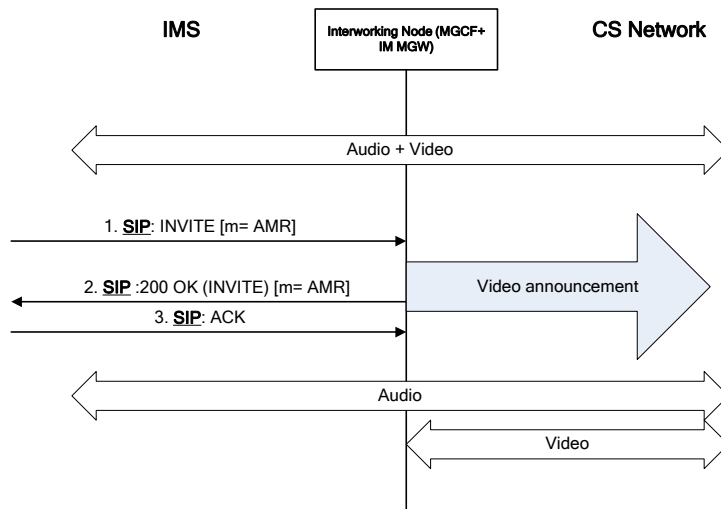 IMS
Interworking Node (MGCF+
IM MGW)
CS Network
Audio + Video
1. SIP: INVITE [m= AMR]
2. SIP :200 OK (INVITE) [m= AMR]
Video announcement
3. SIP: ACK
Audio
Video